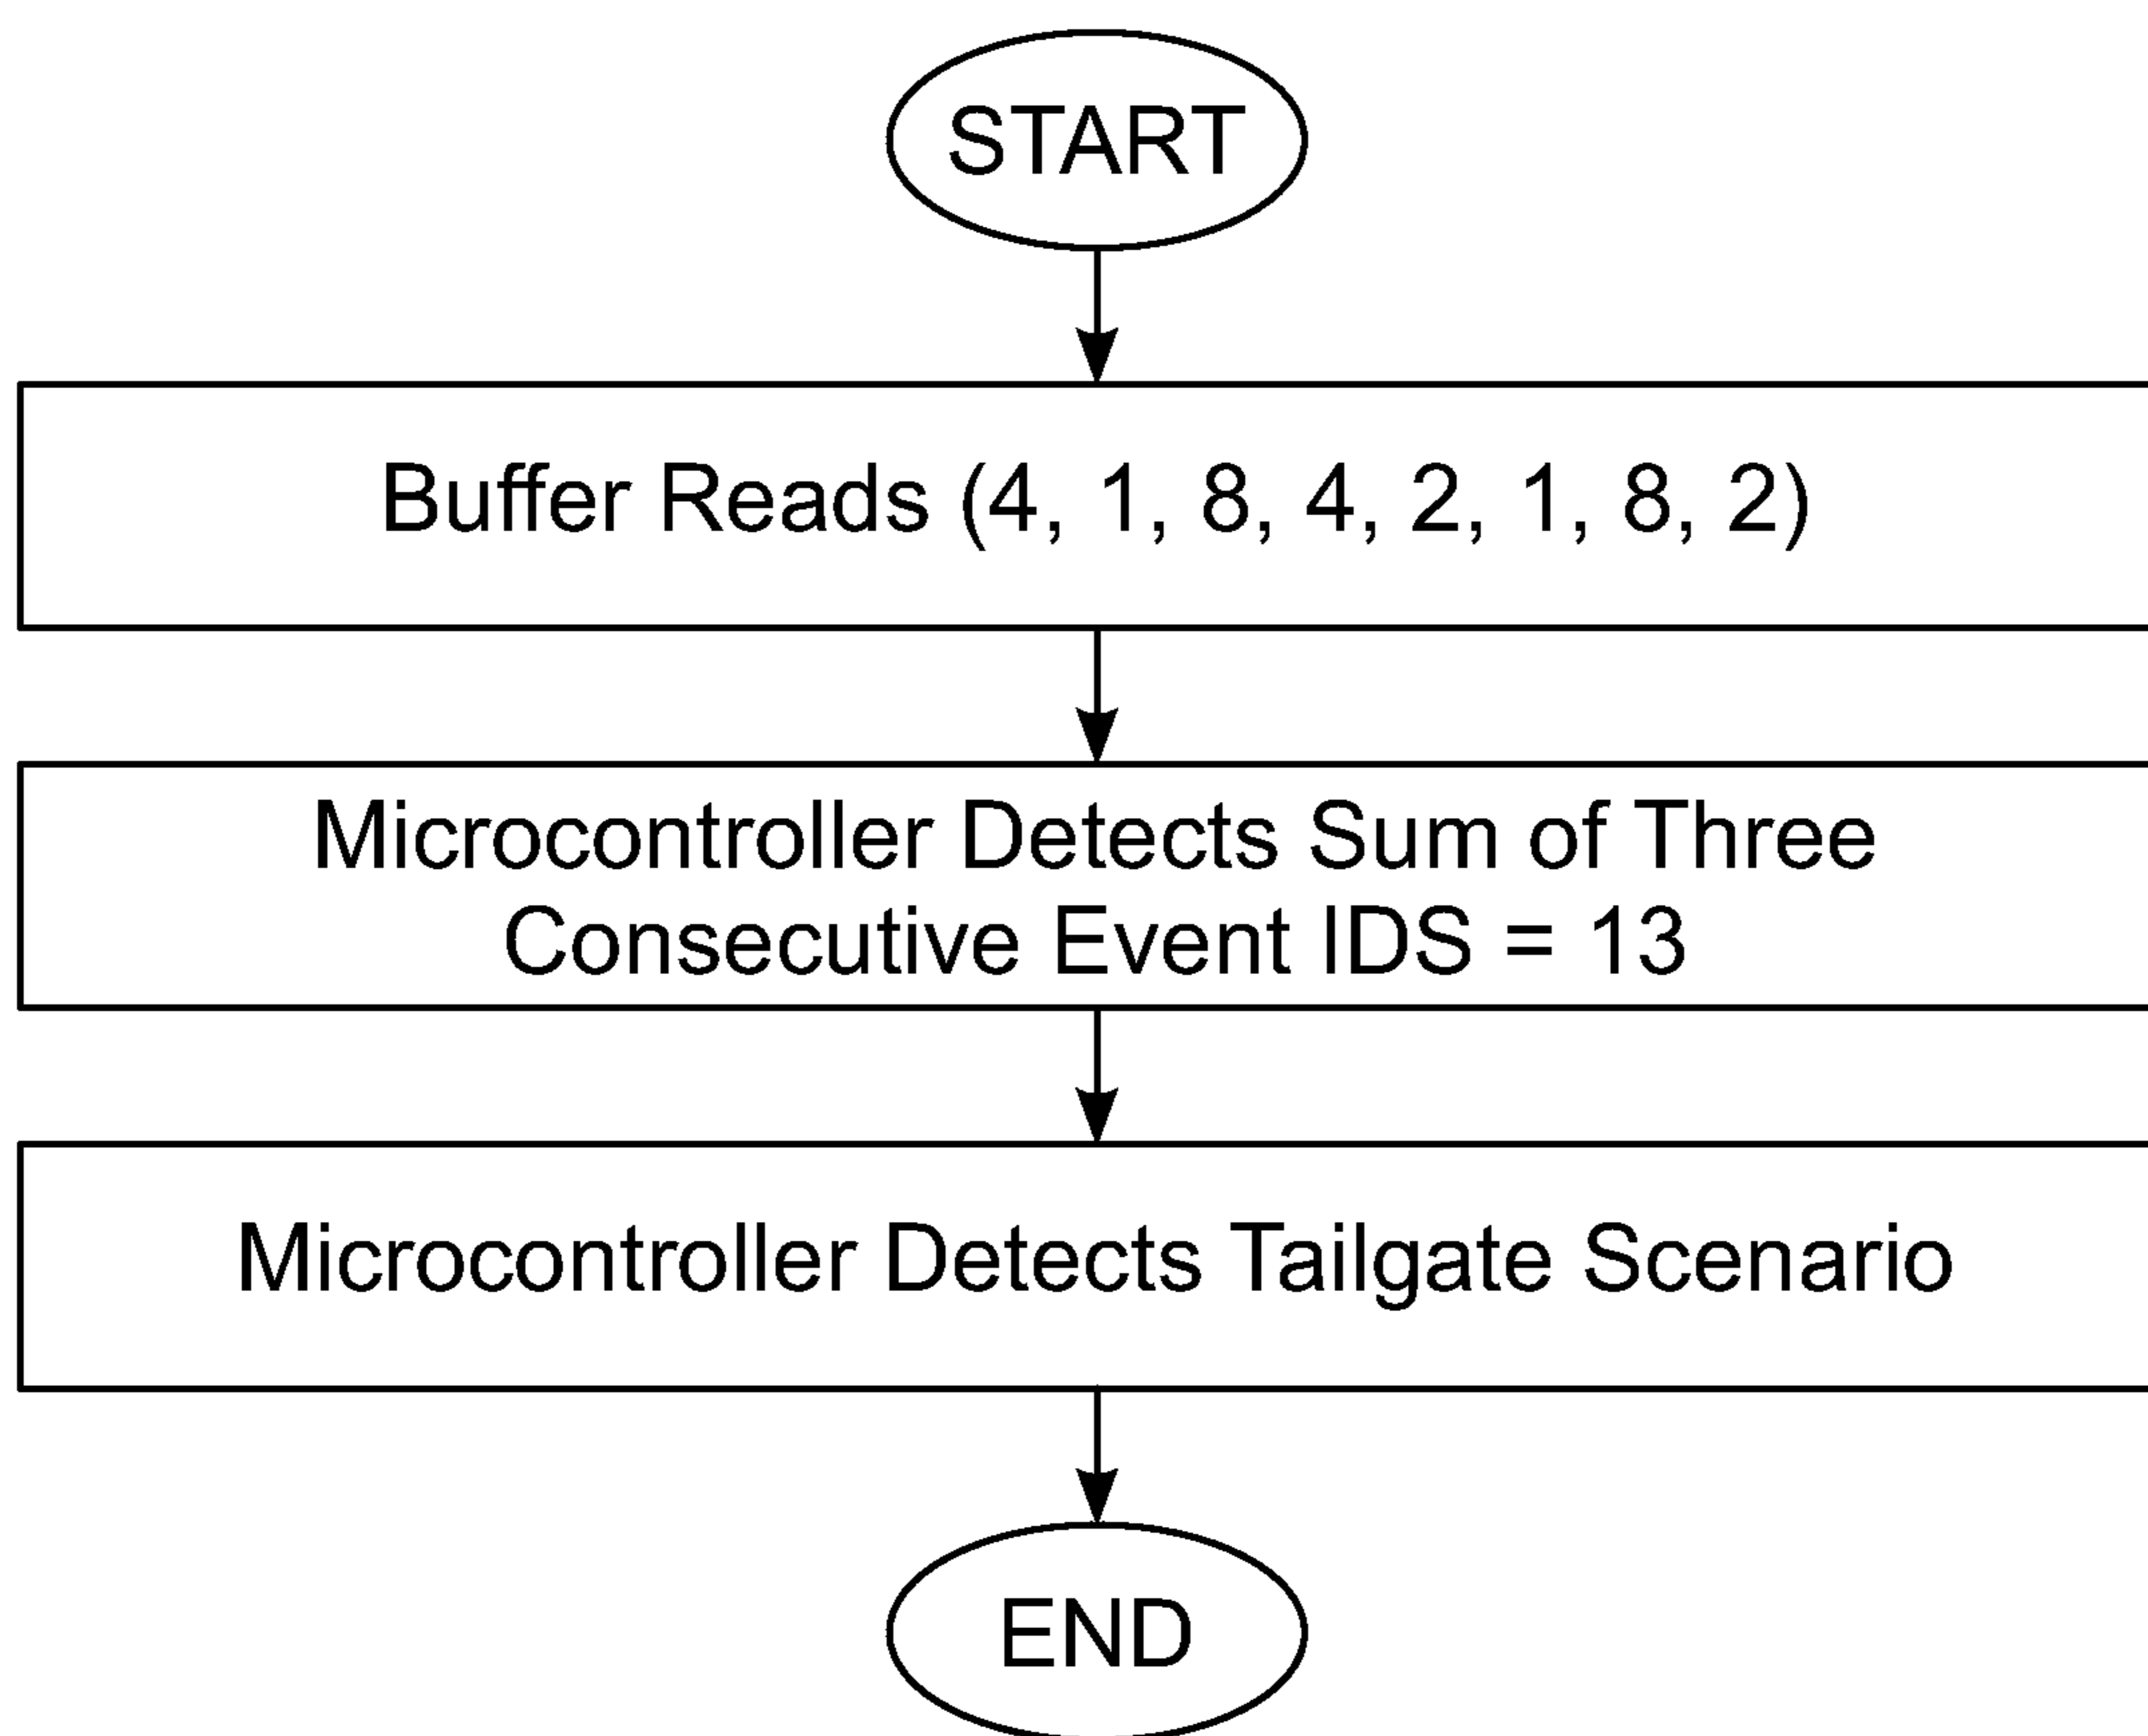 START
Buffer Reads (4, 1, 8, 4, 2, 1, 8, 2)
Microcontroller Detects Sum of Three
Consecutive Event IDS = 13
Microcontroller Detects Tailgate Scenario
END